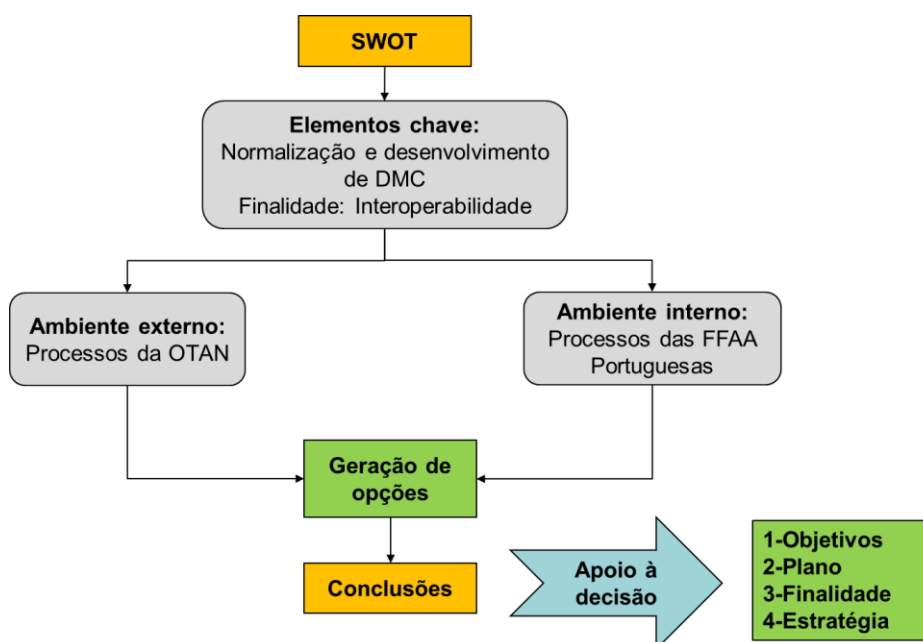 SWOT
Elementos chave:
Normalização e desenvolvimento
de DMC
Finalidade: Interoperabilidade
Ambiente externo:
Processos da OTAN
Ambiente interno:
Processos das FFAA
Portuguesas
Geração de
opções
Conclusões
Apoio à
decisão
1-Objetivos
2-Plano
3-Finalidade
4-Estratégia